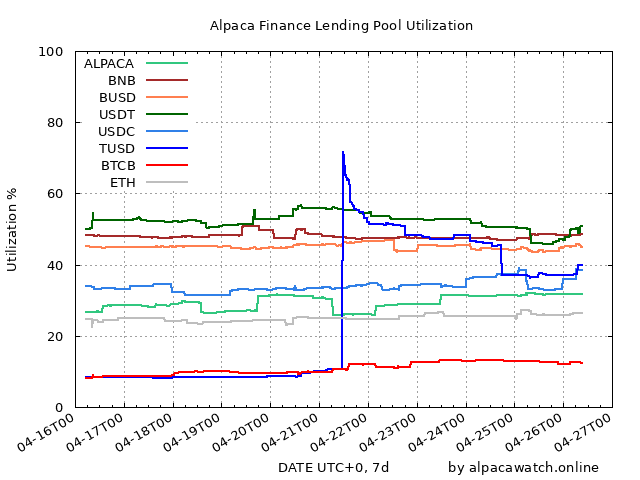 Alpaca Finance Lending Pool Utilization
100
80
60
40
20
0
Utilization %
ALPACA
BNB
BUSD
USDT
USDC
TUSD
BTCB
ETH
04-16T00
04-17T00
04-18T00
04-19T00
04-20T00
04-21T00
04-22T00
04-23T00
04-24T00
04-25T00
04-26T00
04-27T00
DATE UTC+0, 7d
by alpacawatch.online